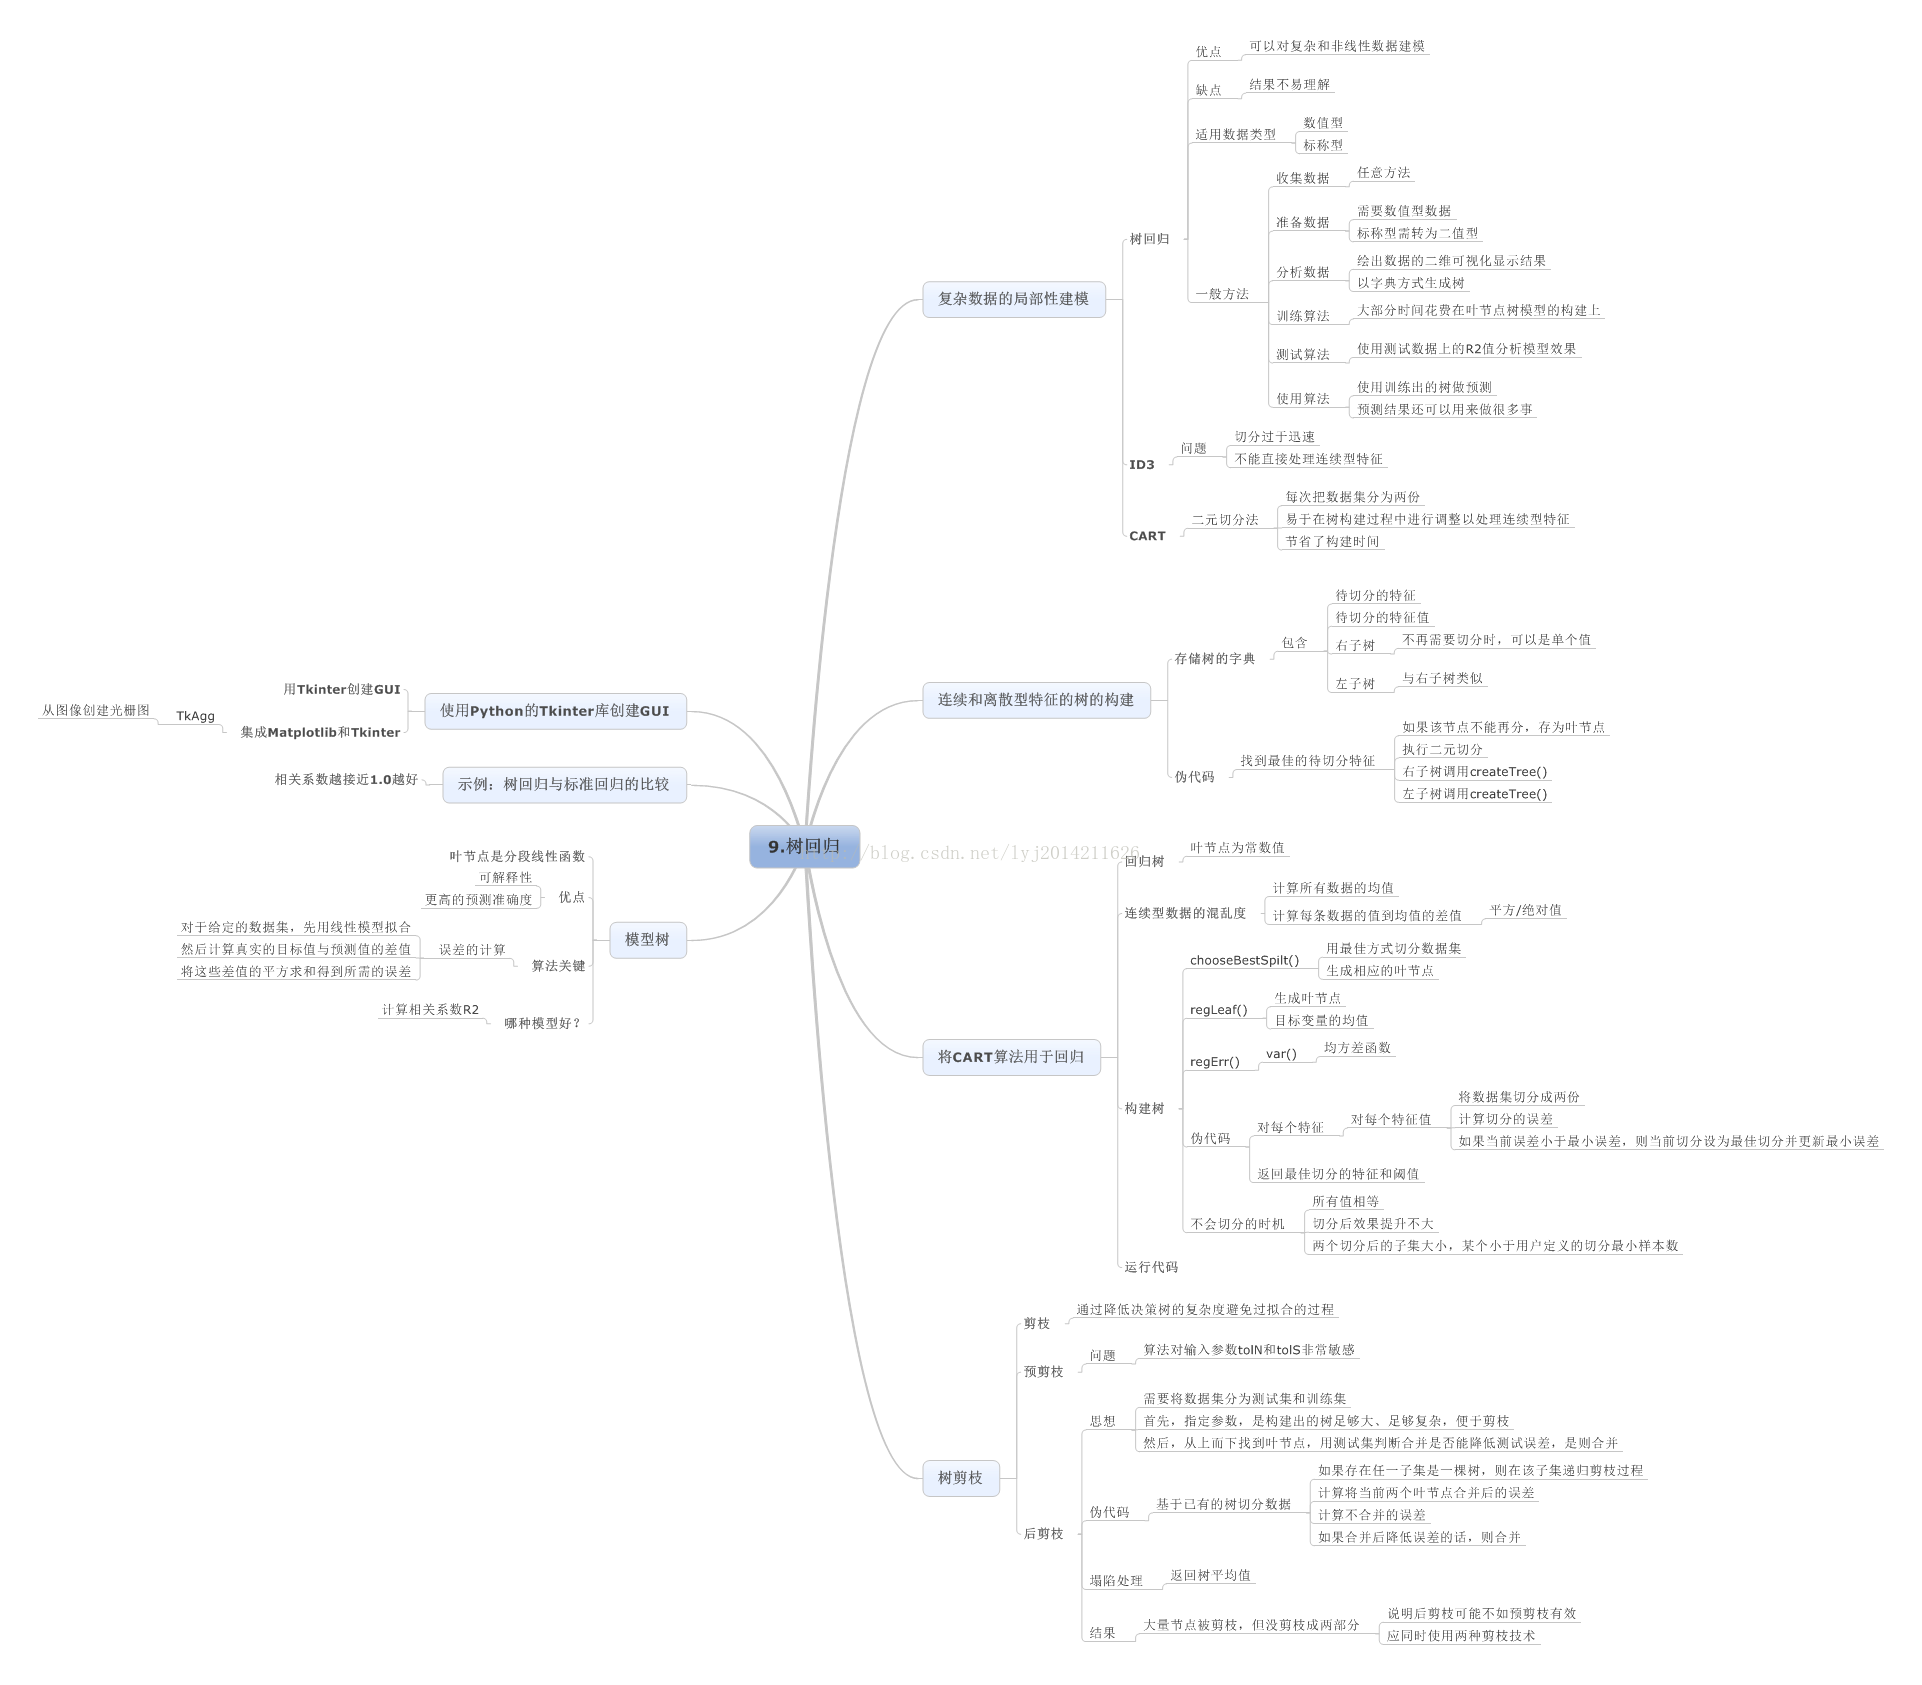 9.树回归
http://blog.csdn.net/lyj2014211626
复杂数据的局部性建模
树回归
优点
可以对复杂和非线性数据建模
缺点
结果不易理解
适用数据类型
数值型
标称型
一般方法
收集数据
任意方法
准备数据
需要数值型数据
标称型需转为二值型
分析数据
绘出数据的二维可视化显示结果
以字典方式生成树
训练算法
大部分时间花费在叶节点树模型的构建上
测试算法
使用测试数据上的R2值分析模型效果
使用算法
使用训练出的树做预测
预测结果还可以用来做很多事
ID3
问题
切分过于迅速
不能直接处理连续型特征
CART
二元切分法
每次把数据集分为两份
易于在树构建过程中进行调整以处理连续型特征
节省了构建时间
连续和离散型特征的树的构建
存储树的字典
包含
待切分的特征
待切分的特征值
右子树
不再需要切分时，可以是单个值
左子树
与右子树类似
伪代码
找到最佳的待切分特征
如果该节点不能再分，存为叶节点
执行二元切分
右子树调用createTree()
左子树调用createTree()
将CART算法用于回归
回归树
叶节点为常数值
连续型数据的混乱度
计算所有数据的均值
计算每条数据的值到均值的差值
平方/绝对值
构建树
chooseBestSpilt()
用最佳方式切分数据集
生成相应的叶节点
regLeaf()
生成叶节点
目标变量的均值
regErr()
var()
均方差函数
伪代码
对每个特征
对每个特征值
将数据集切分成两份
计算切分的误差
如果当前误差小于最小误差，则当前切分设为最佳切分并更新最小误差
返回最佳切分的特征和阈值
不会切分的时机
所有值相等
切分后效果提升不大
两个切分后的子集大小，某个小于用户定义的切分最小样本数
运行代码
树剪枝
剪枝
通过降低决策树的复杂度避免过拟合的过程
预剪枝
问题
算法对输入参数tolN和tolS非常敏感
后剪枝
思想
需要将数据集分为测试集和训练集
首先，指定参数，是构建出的树足够大、足够复杂，便于剪枝
然后，从上而下找到叶节点，用测试集判断合并是否能降低测试误差，是则合并
伪代码
基于已有的树切分数据
如果存在任一子集是一棵树，则在该子集递归剪枝过程
计算将当前两个叶节点合并后的误差
计算不合并的误差
如果合并后降低误差的话，则合并
塌陷处理
返回树平均值
结果
大量节点被剪枝，但没剪枝成两部分
说明后剪枝可能不如预剪枝有效
应同时使用两种剪枝技术
使用Python的Tkinter库创建GUI
用Tkinter创建GUI
集成Matplotlib和Tkinter
TkAgg
从图像创建光栅图
示例：树回归与标准回归的比较
相关系数越接近1.0越好
模型树
叶节点是分段线性函数
优点
可解释性
更高的预测准确度
算法关键
误差的计算
对于给定的数据集，先用线性模型拟合
然后计算真实的目标值与预测值的差值
将这些差值的平方求和得到所需的误差
哪种模型好？
计算相关系数R2